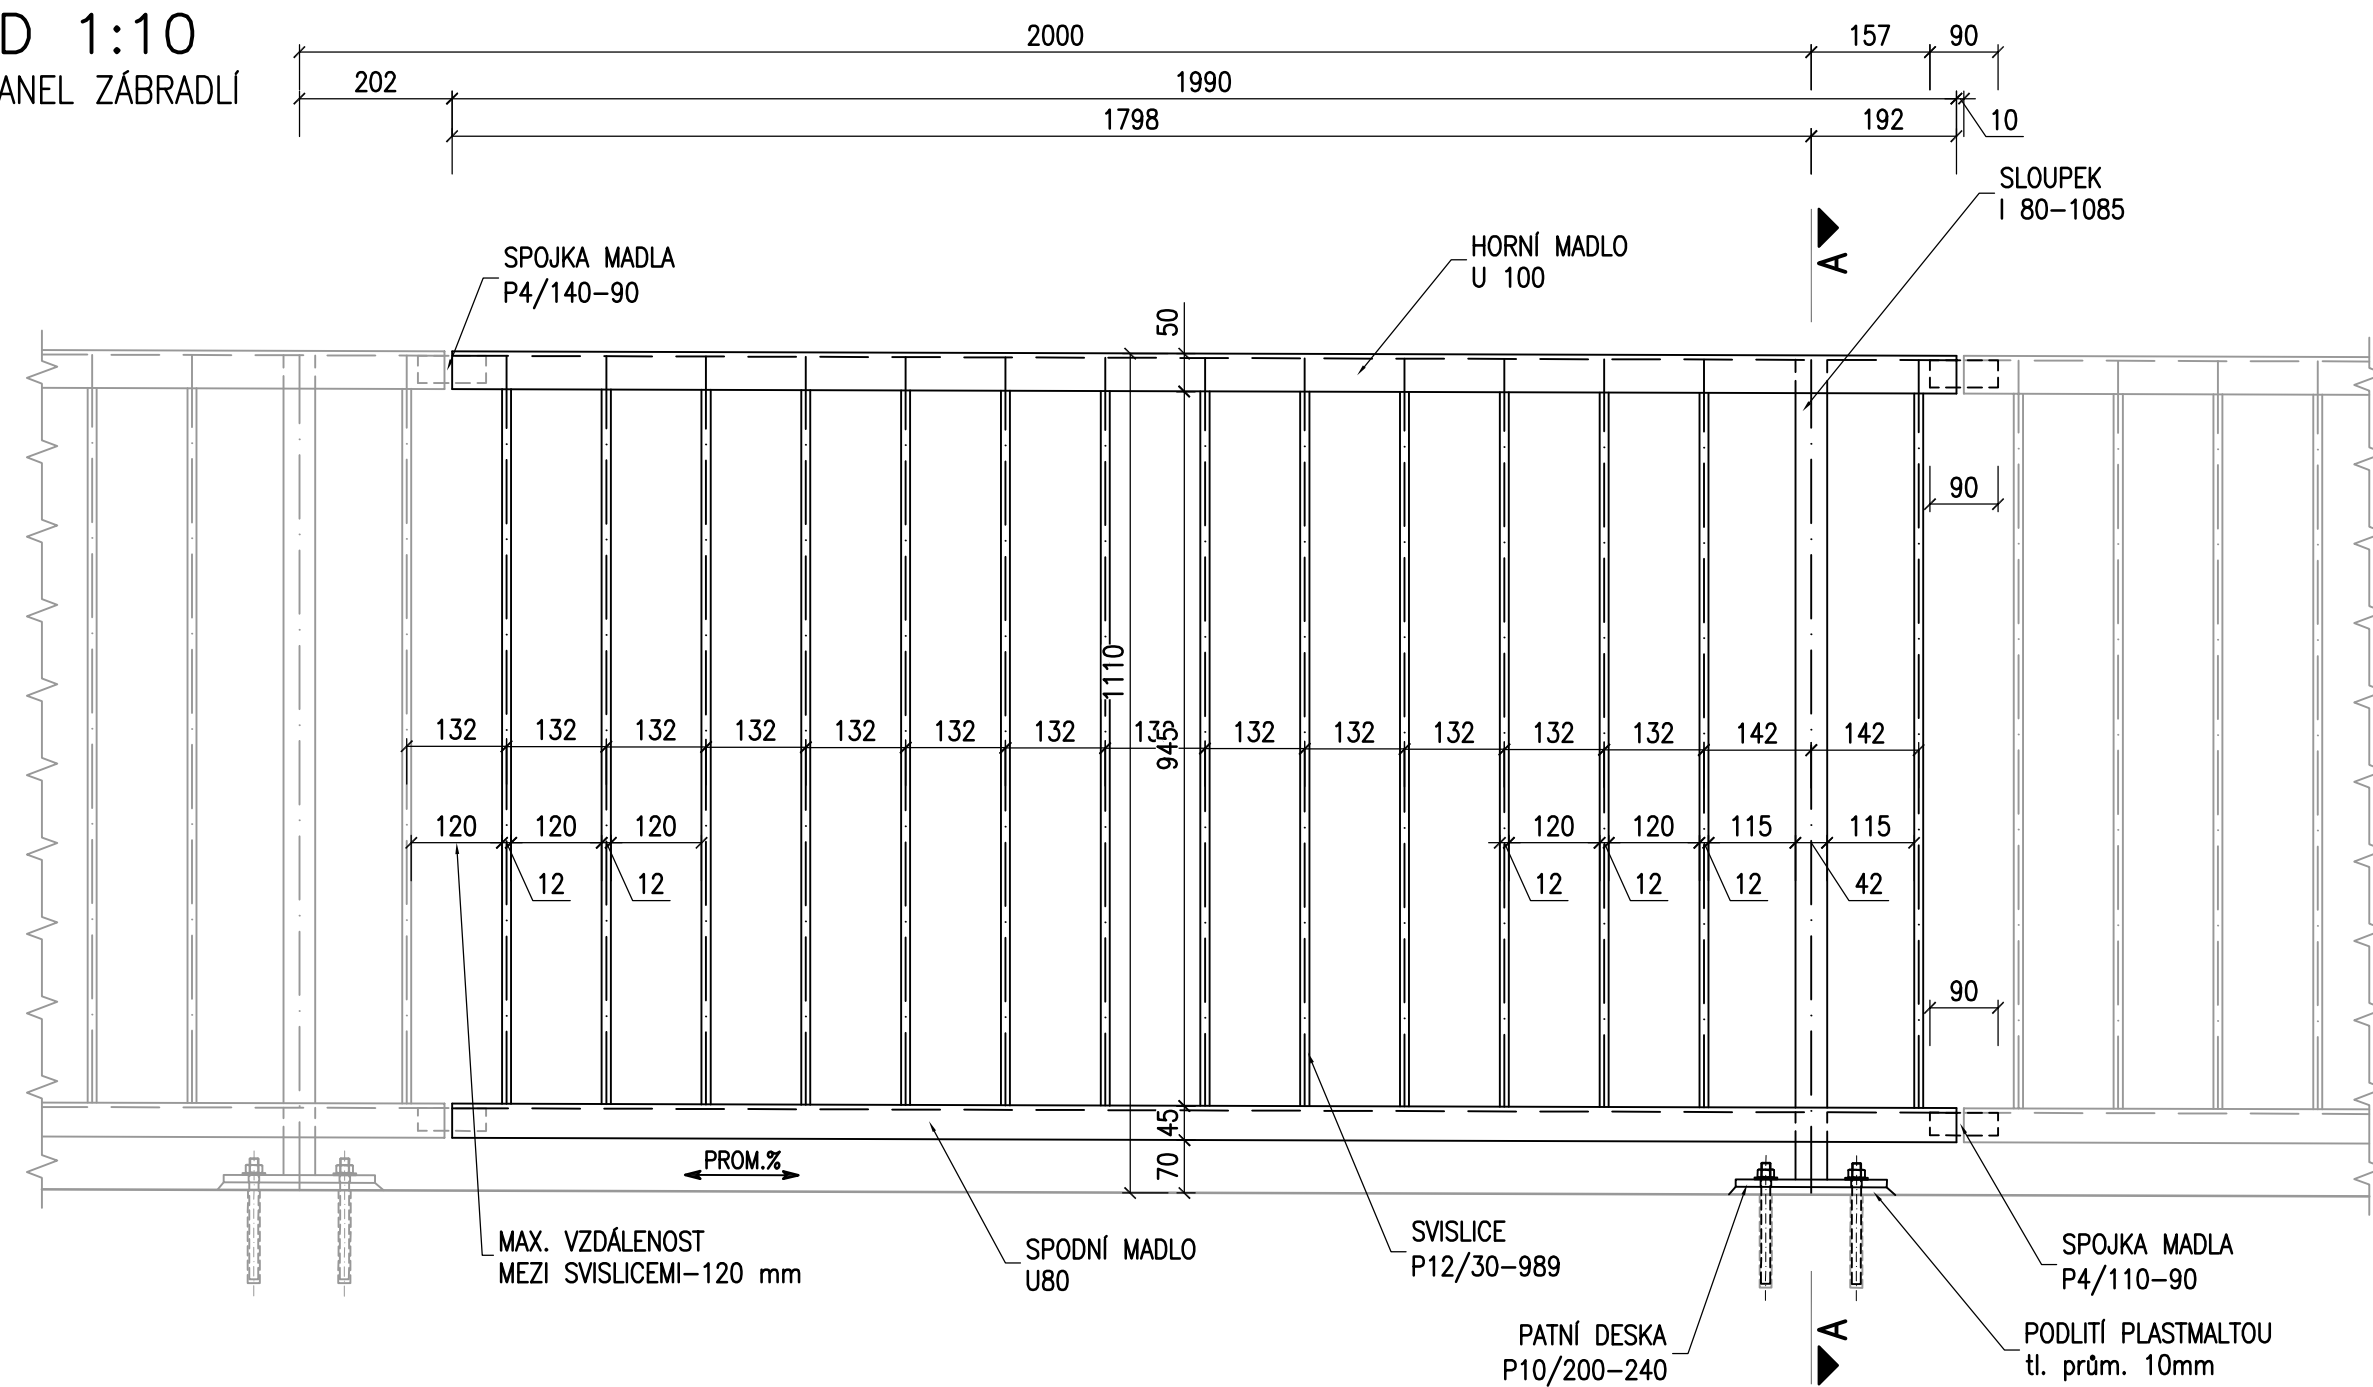 D 1:10
ANEL ZÁBRADLÍ
2000 157 90
202 1990
1798 192 10
SLOUPEK
I 80-1085
A
HORNÍ MADLO
U 100
SPOJKA MADLA
P4/140-90
50
90
1110
132 132 132 132 132 132 132 132 132 132 132 132 142 142
945
120 120 120 120 120 115 115
12 12 12 12 12 42
90
45
70
PROM.%
MAX. VZDÁLENOST
MEZI SVISLICEMI-120 mm
SPODNÍ MADLO
U80
SVISLICE
P12/30-989
SPOJKA MADLA
P4/110-90
PATNÍ DESKA
P10/200-240
A
PODLITÍ PLASTMALTOU
tl. prům. 10mm